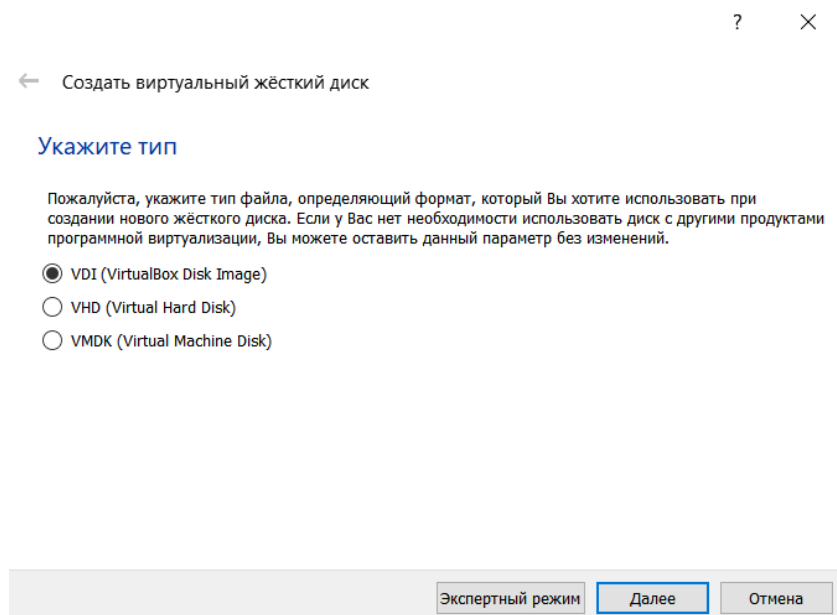 ?
Создать виртуальный жёсткий диск
Укажите тип
Пожалуйста, укажите тип файла, определяющий формат, который Вы хотите использовать при
создании нового жёсткого диска. Если у Вас нет необходимости использовать диск с другими продуктами
программной виртуализации, Вы можете оставить данный параметр без изменений.
VDI (VirtualBox Disk Image)
VHD (Virtual Hard Disk)
VMDK (Virtual Machine Disk)
Экспертный режим Далее Отмена